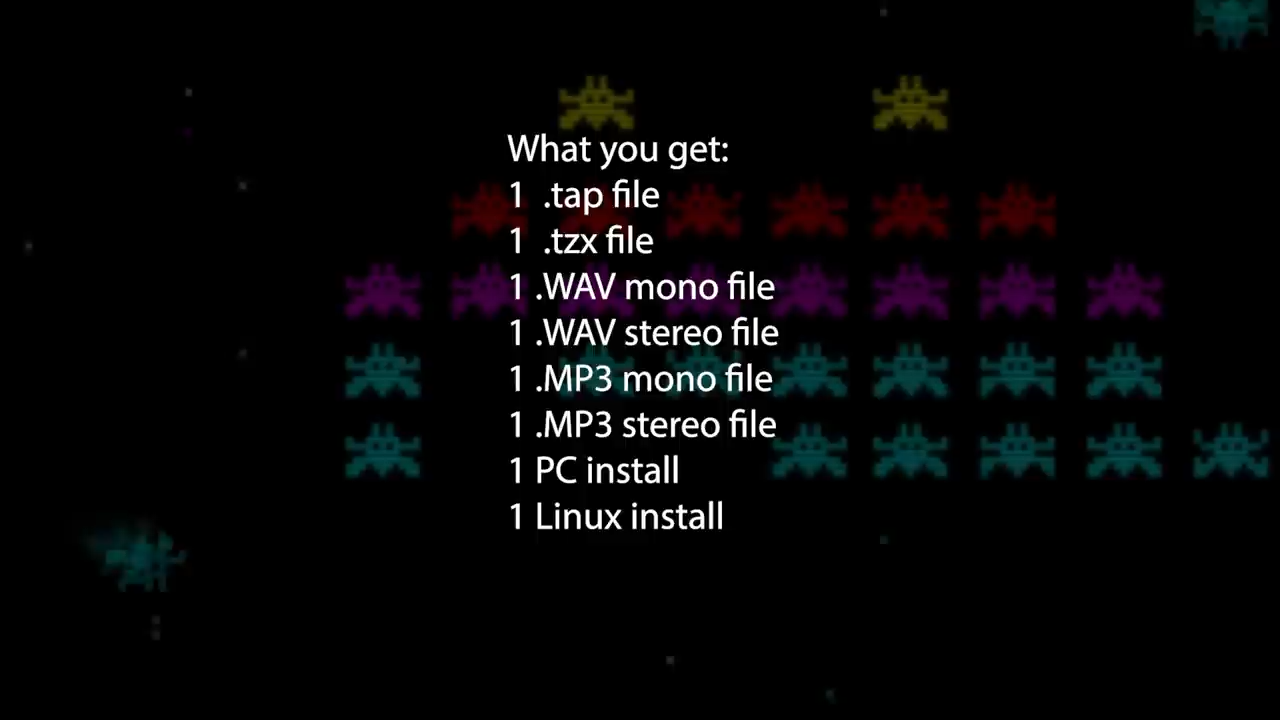 What you get:
1 .tap file
1 .tzx file
1 .WAV mono file
1 .WAV stereo file
1 .MP3 mono file
1 .MP3 stereo file
1 PC install
1 Linux install